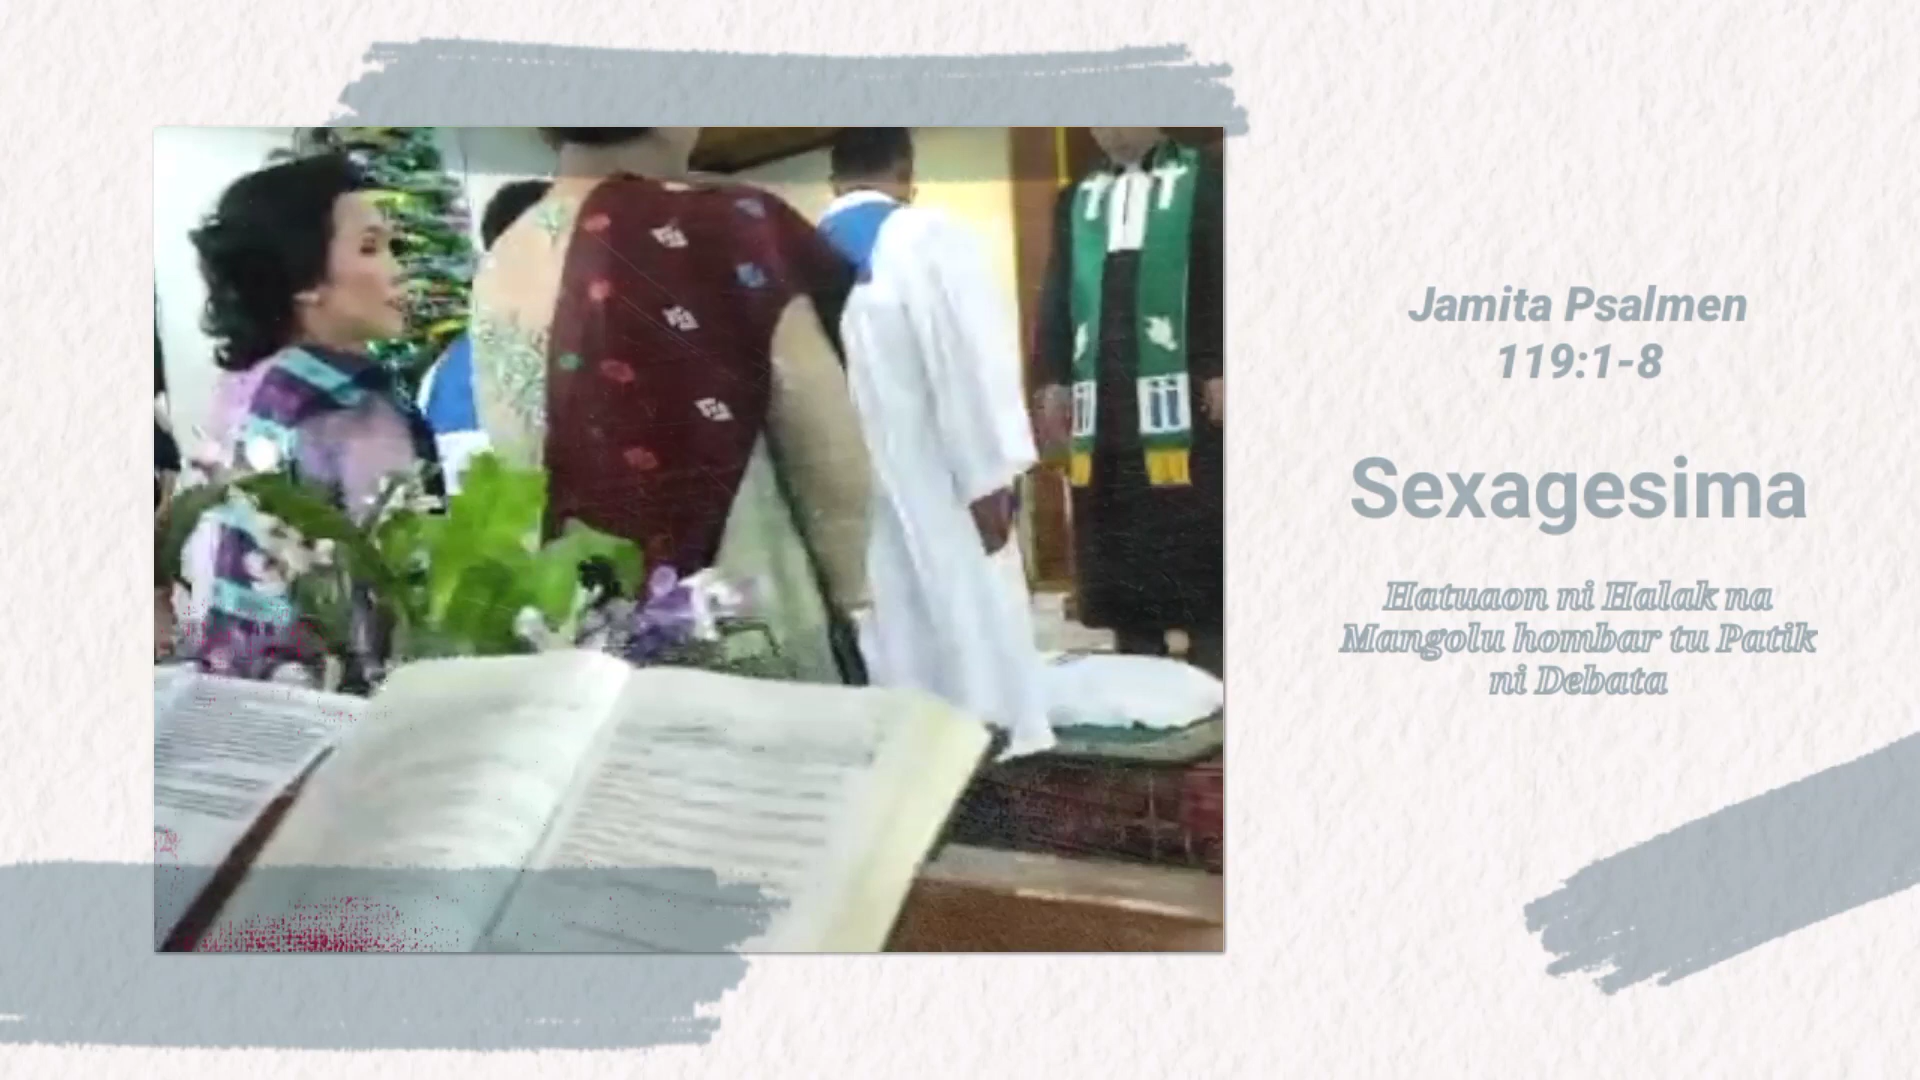 Jamita Psalmen
119:1-8
Sexagesima
Hatuaon ni Halak na
Mangolu hombar tu Patik
ni Debata